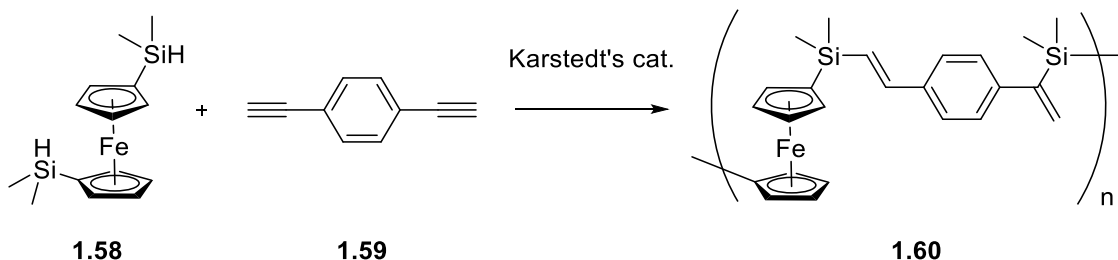 SiH
Fe
H
Si
1.58
+
1.59
Karstedt's cat.
Si
Si
Fe
n
1.60